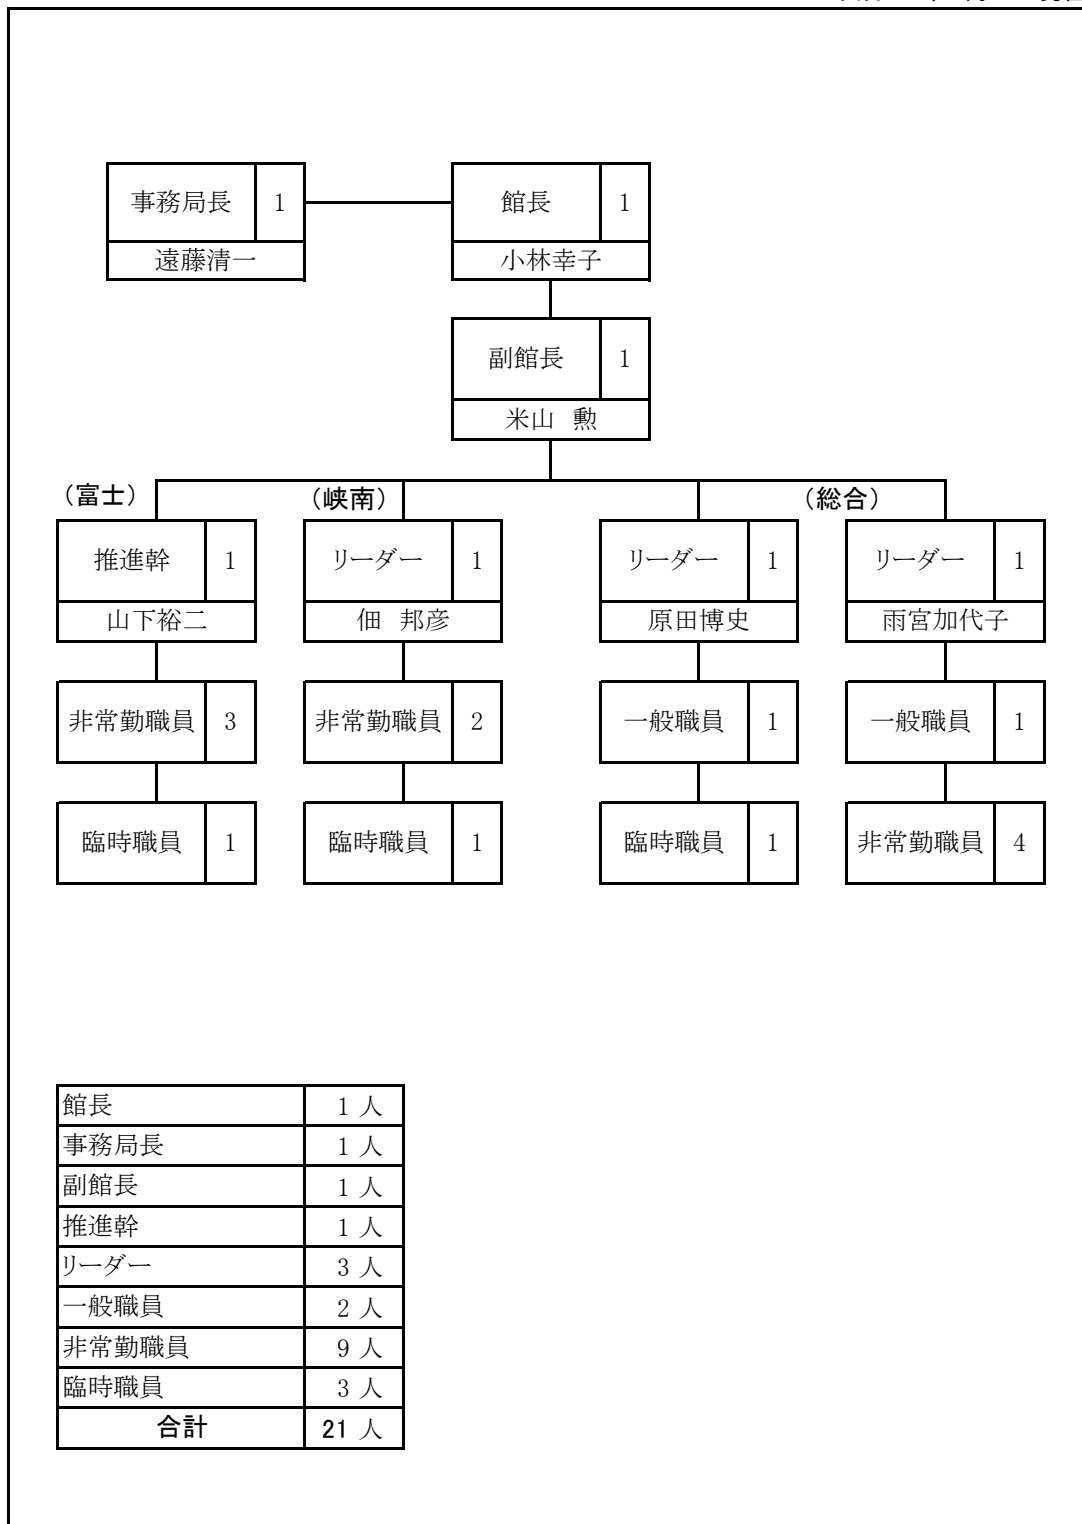 事務局長 1 館長 1
遠藤清一 小林幸子
副館長 1
米山 勲
（富士） （峡南） （総合）
推進幹 1 リーダー 1 リーダー 1 リーダー 1
山下裕二 佃 邦彦 原田博史 雨宮加代子
非常勤職員 3 非常勤職員 2 一般職員 1 一般職員 1
臨時職員 1 臨時職員 1 臨時職員 1 非常勤職員 4
館長 1 人
事務局長 1 人
副館長 1 人
推進幹 1 人
リーダー 3 人
一般職員 2 人
非常勤職員 9 人
臨時職員 3 人
合計 21 人